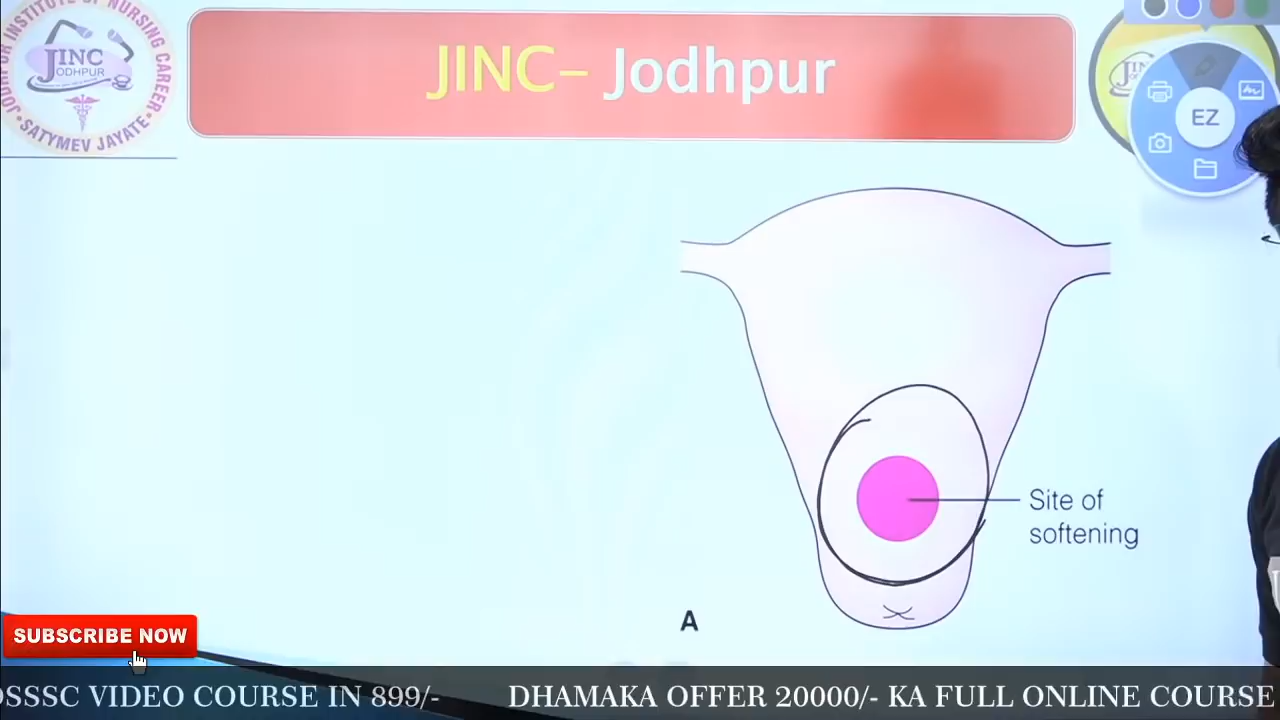 JINC
JODHPUR
SATYMEV JAYATE
JINC– Jodhpur
EZ
Site of
softening
A
SUBSCRIBE NOW
OSSSC VIDEO COURSE IN 899/- DHAMAKA OFFER 20000/- KA FULL ONLINE COURSE